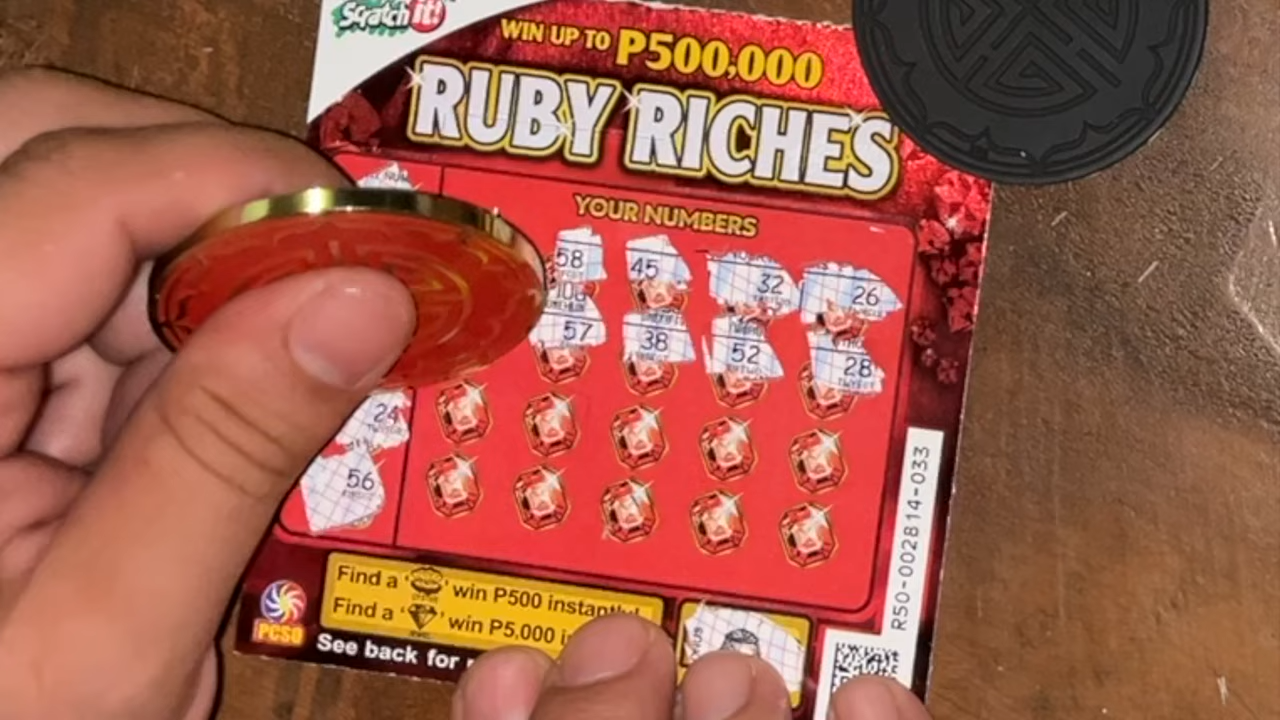 Scratch it!
WIN UP TO P500,000
RUBY RICHES
YOUR NUMBERS
58 45 32 26
57 38 52 28
24
56
Find a ' ' win P500 instantly!
Find a ' ' win P5,000
PCSO
See back for
R50-002814-033